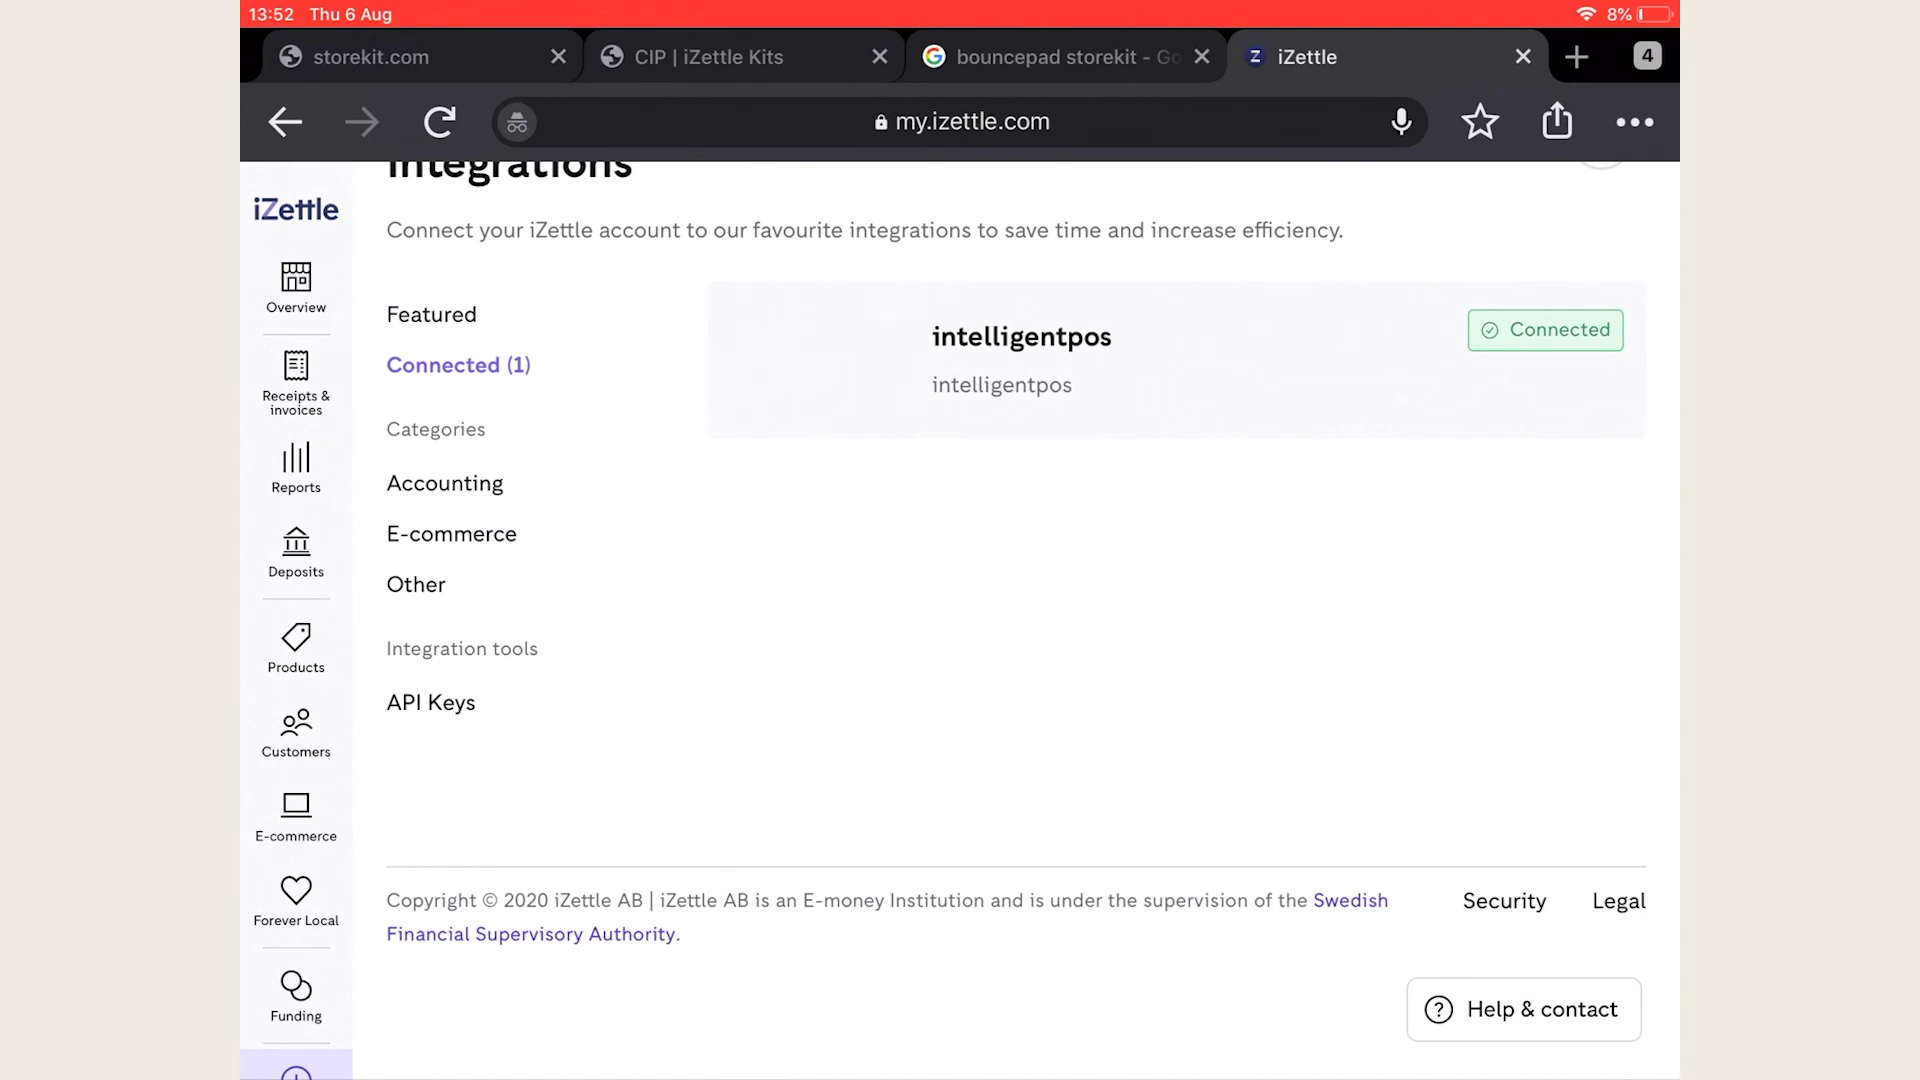 13:52 Thu 6 Aug
8%
storekit.com
CIP | iZettle Kits
bouncepad storekit - Go
iZettle
4
my.izettle.com
Integrations
iZettle
Connect your iZettle account to our favourite integrations to save time and increase efficiency.
Overview
Receipts &
invoices
Reports
Deposits
Products
Customers
E-commerce
Forever Local
Funding
Featured
Connected (1)
Categories
Accounting
E-commerce
Other
Integration tools
API Keys
intelligentpos
intelligentpos
Connected
Copyright © 2020 iZettle AB | iZettle AB is an E-money Institution and is under the supervision of the Swedish
Financial Supervisory Authority.
Security
Legal
Help & contact